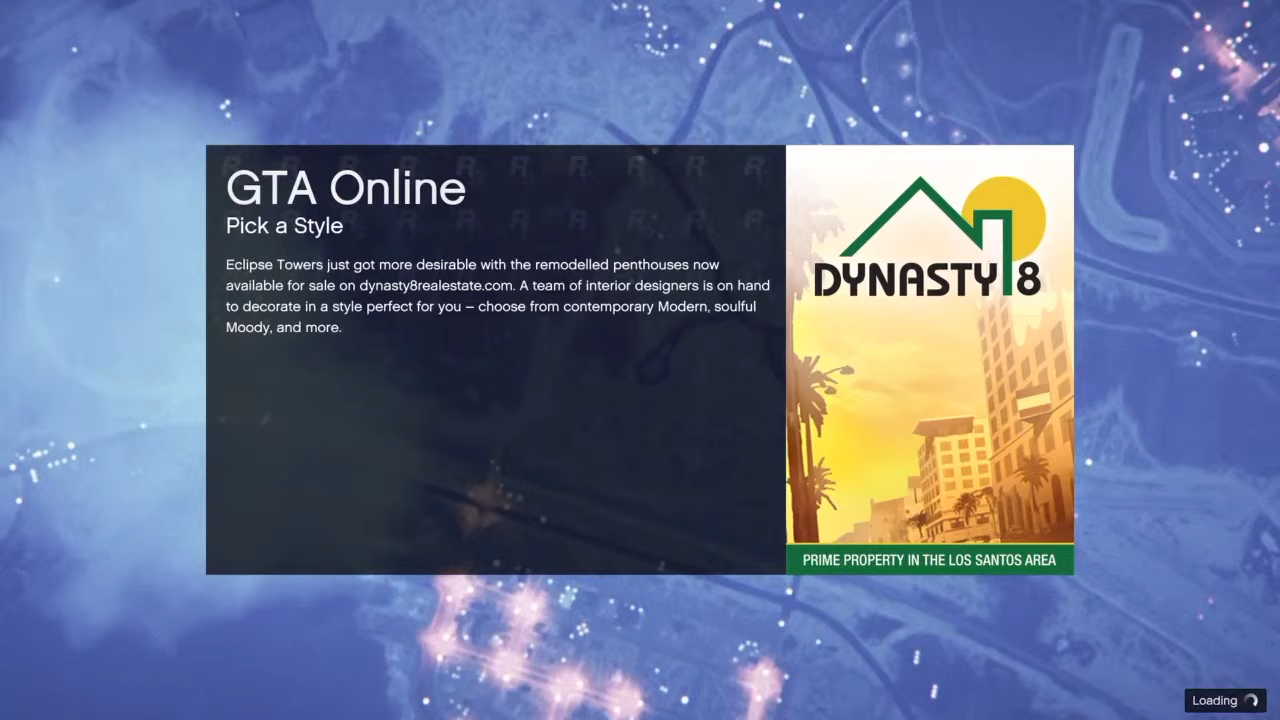 GTA Online
Pick a Style
Eclipse Towers just got more desirable with the remodelled penthouses now
available for sale on dynasty8realestate.com. A team of interior designers is on hand
to decorate in a style perfect for you – choose from contemporary Modern, soulful
Moody, and more.
DYNASTY 8
PRIME PROPERTY IN THE LOS SANTOS AREA
Loading